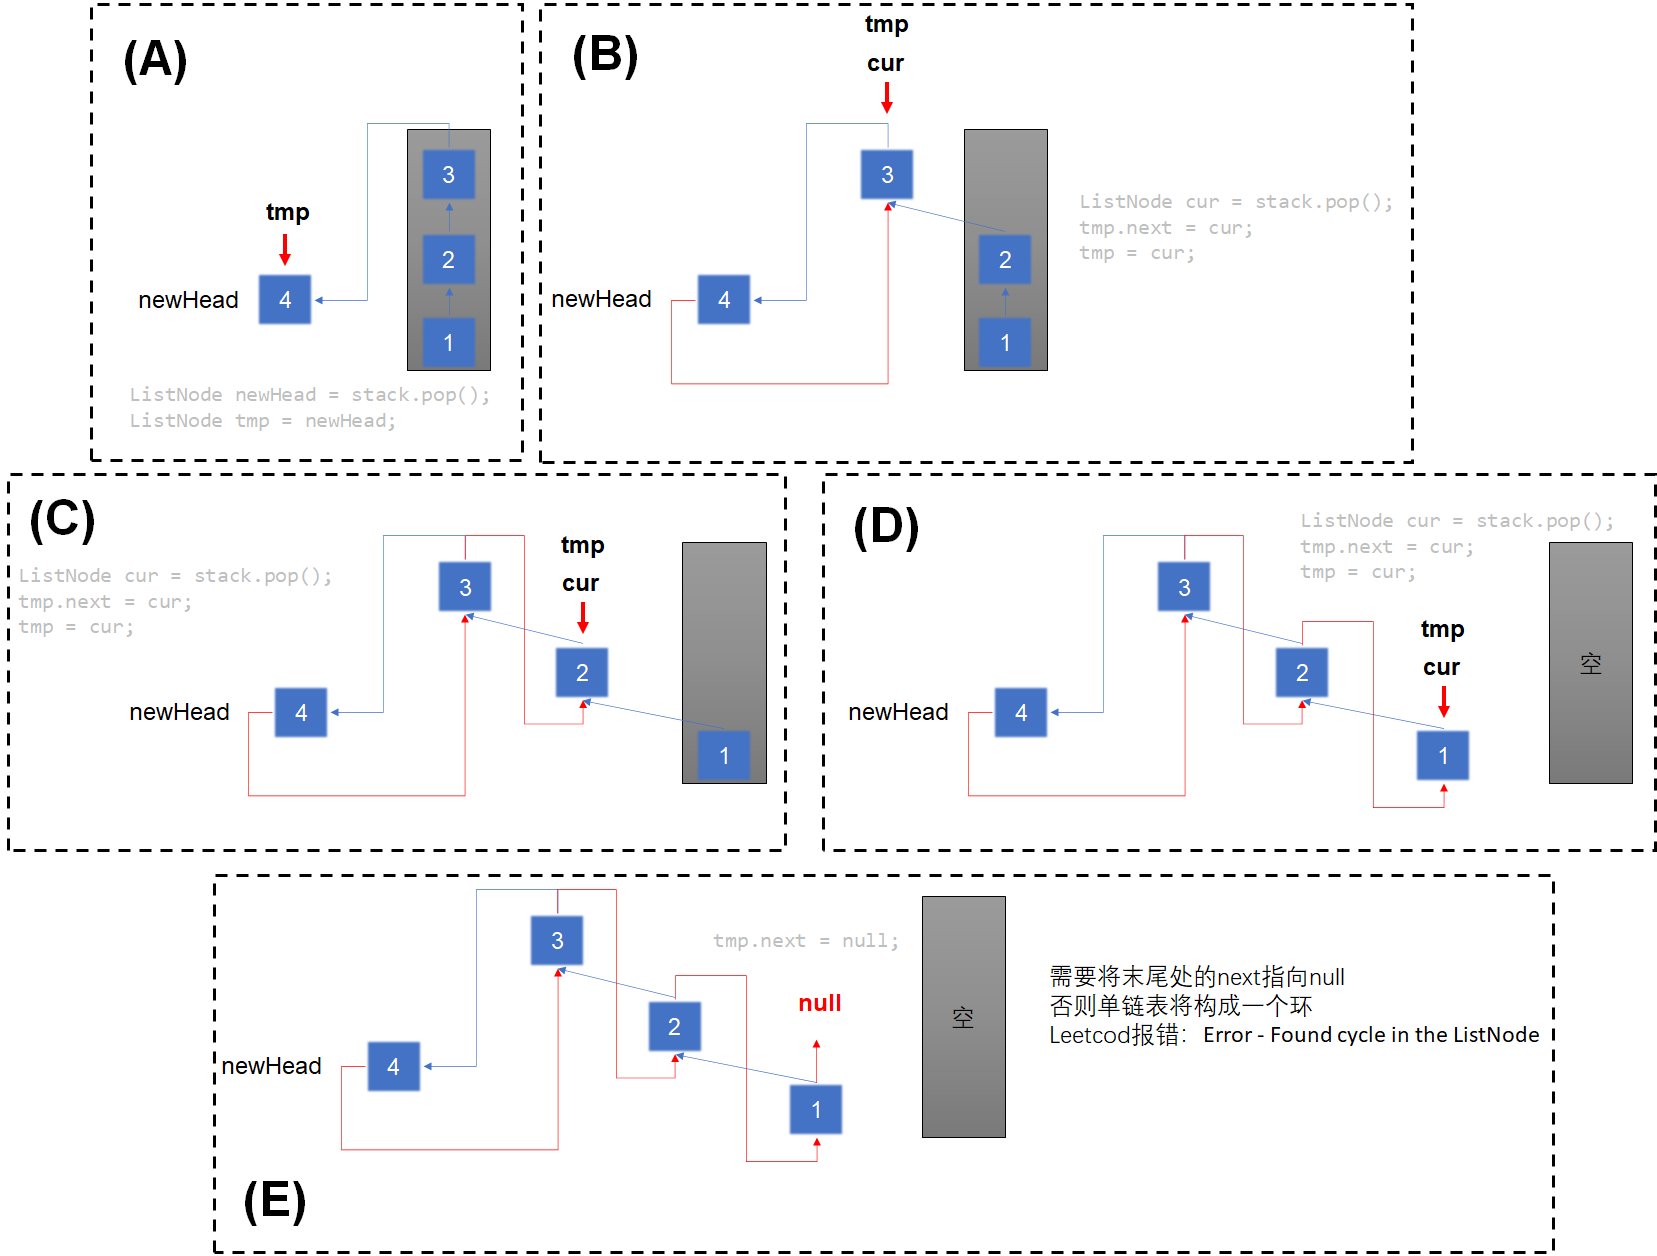 (A)
3
tmp
2
newHead
4
1
ListNode newHead = stack.pop();
ListNode tmp = newHead;
(B)
tmp
cur
3
ListNode cur = stack.pop();
tmp.next = cur;
tmp = cur;
2
newHead
4
1
(C)
tmp
cur
ListNode cur = stack.pop();
tmp.next = cur;
tmp = cur;
3
2
newHead
4
1
(D)
ListNode cur = stack.pop();
tmp.next = cur;
tmp = cur;
3
tmp
cur
空
2
newHead
4
1
3
tmp.next = null;
需要将末尾处的next指向null
否则单链表将构成一个环
Leetcod报错：Error - Found cycle in the ListNode
null
空
2
newHead
4
1
(E)